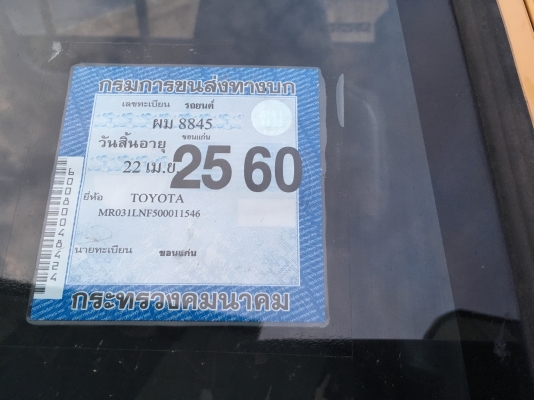 กรมการขนส่งทางบก
เลขทะเบียน รถยนต์
ผม 8845
ขอนแก่น
วันสิ้นอายุ
22 เม.ย. 2560
ยี่ห้อ TOYOTA
MR031LNF500011546
นายทะเบียน ขอนแก่น
กระทรวงคมนาคม